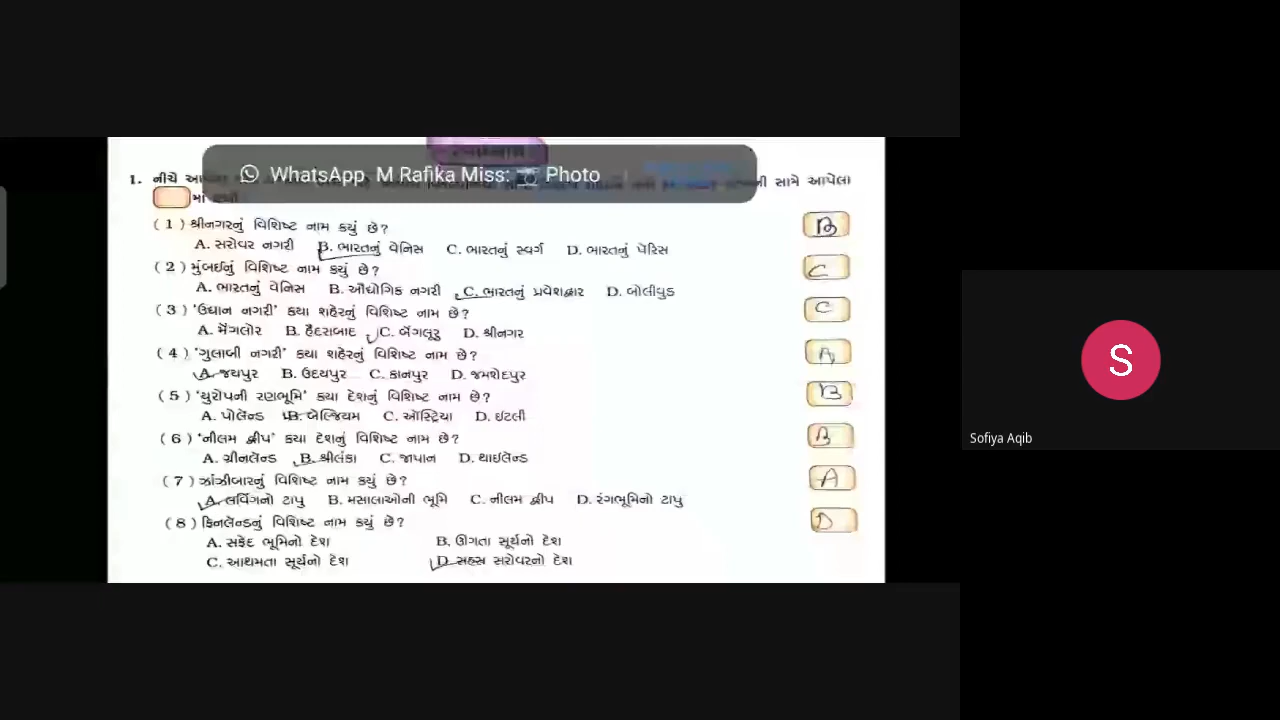 WhatsApp M Rafika Miss: 📷 Photo
1. નીચે સામે આપેલા
(1) શ્રીનગરનું વિશિષ્ટ નામ કયું છે? B
A. સરોવર નગરી B. ભારતનું વેનિસ C. ભારતનું સ્વર્ગ D. ભારતનું પેરિસ
(2) મુંબઈનું વિશિષ્ટ નામ કયું છે? C
A. ભારતનું વેનિસ B. ઔદ્યોગિક નગરી C. ભારતનું પ્રવેશદ્વાર D. બોલીવુડ
(3) 'ઉદ્યાન નગરી' કયા શહેરનું વિશિષ્ટ નામ છે? C
A. મેંગલોર B. હૈદરાબાદ C. બેંગલૂરુ D. શ્રીનગર
(4) 'ગુલાબી નગરી' કયા શહેરનું વિશિષ્ટ નામ છે? A
A. જયપુર B. ઉદયપુર C. કાનપુર D. જમશેદપુર
(5) 'યુરોપની રણભૂમિ' કયા દેશનું વિશિષ્ટ નામ છે? B
A. પોલૅન્ડ B. બેલ્જિયમ C. ઑસ્ટ્રિયા D. ઇટલી
(6) 'નીલમ દ્વીપ' કયા દેશનું વિશિષ્ટ નામ છે? B
A. ગ્રીનલૅન્ડ B. શ્રીલંકા C. જાપાન D. થાઇલૅન્ડ
(7) ઝાંઝીબારનું વિશિષ્ટ નામ કયું છે? A
A. લવિંગનો ટાપુ B. મસાલાઓની ભૂમિ C. નીલમ દ્વીપ D. રંગભૂમિનો ટાપુ
(8) ફિનલૅન્ડનું વિશિષ્ટ નામ કયું છે? D
A. સફેદ ભૂમિનો દેશ B. ઊગતા સૂર્યનો દેશ
C. આથમતા સૂર્યનો દેશ D. સહસ્ર સરોવરનો દેશ
S
Sofiya Aqib